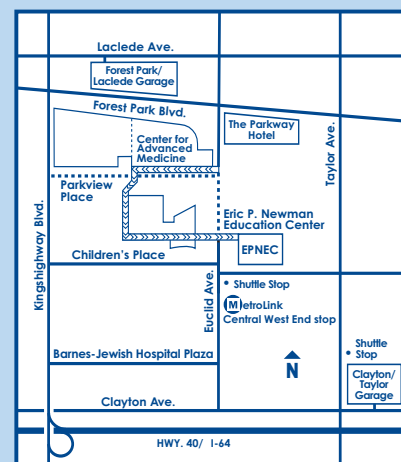 Laclede Ave.
Forest Park/
Laclede Garage
Forest Park Blvd.
The Parkway
Hotel
Center for
Advanced
Medicine
Taylor Ave.
Parkview
Place
Kingshighway Blvd.
Eric P. Newman
Education Center
EPNEC
Children's Place
Euclid Ave.
• Shuttle Stop
MetroLink
Central West End stop
Shuttle
• Stop
Barnes-Jewish Hospital Plaza
N
Clayton/
Taylor
Garage
Clayton Ave.
HWY. 40/ I-64